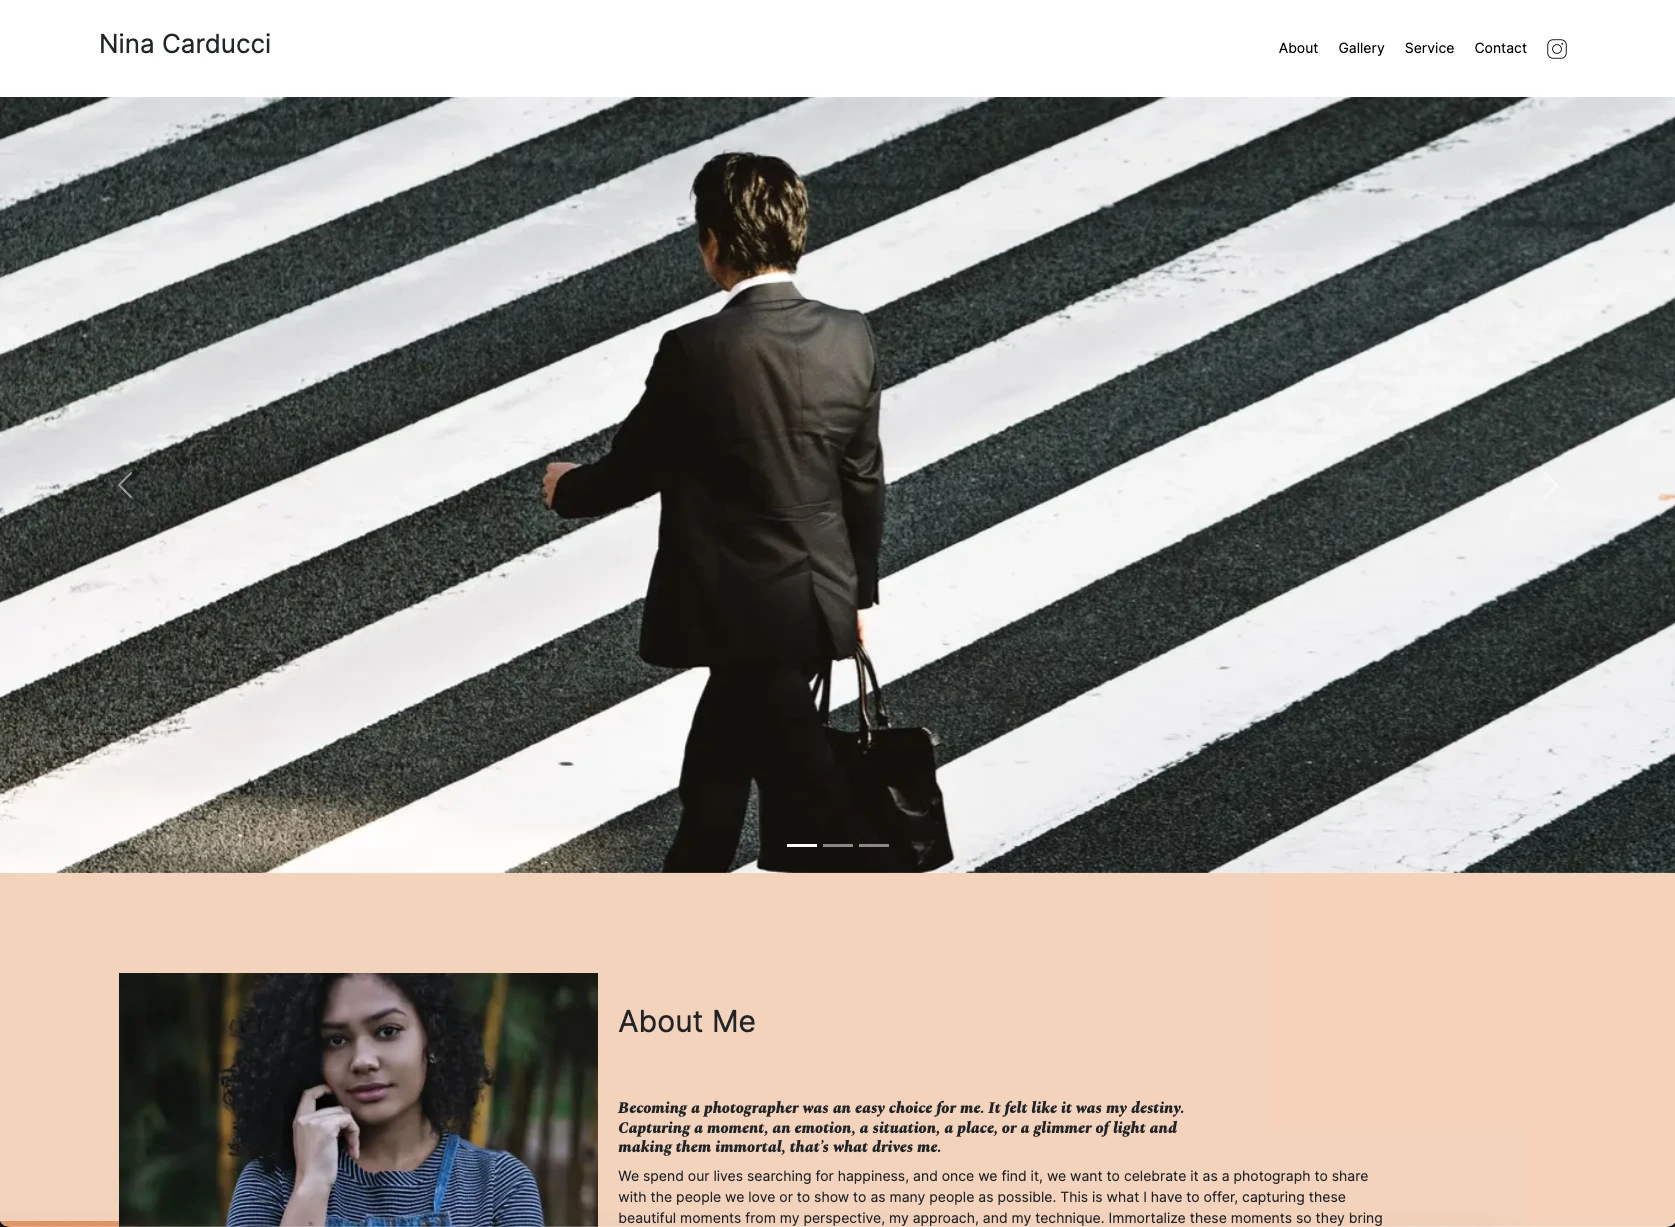 Nina Carducci
About Gallery Service Contact
About Me
Becoming a photographer was an easy choice for me. It felt like it was my destiny.
Capturing a moment, an emotion, a situation, a place, or a glimmer of light and
making them immortal, that's what drives me.
We spend our lives searching for happiness, and once we find it, we want to celebrate it as a photograph to share
with the people we love or to show to as many people as possible. This is what I have to offer, capturing these
beautiful moments from my perspective, my approach, and my technique. Immortalize these moments so they bring